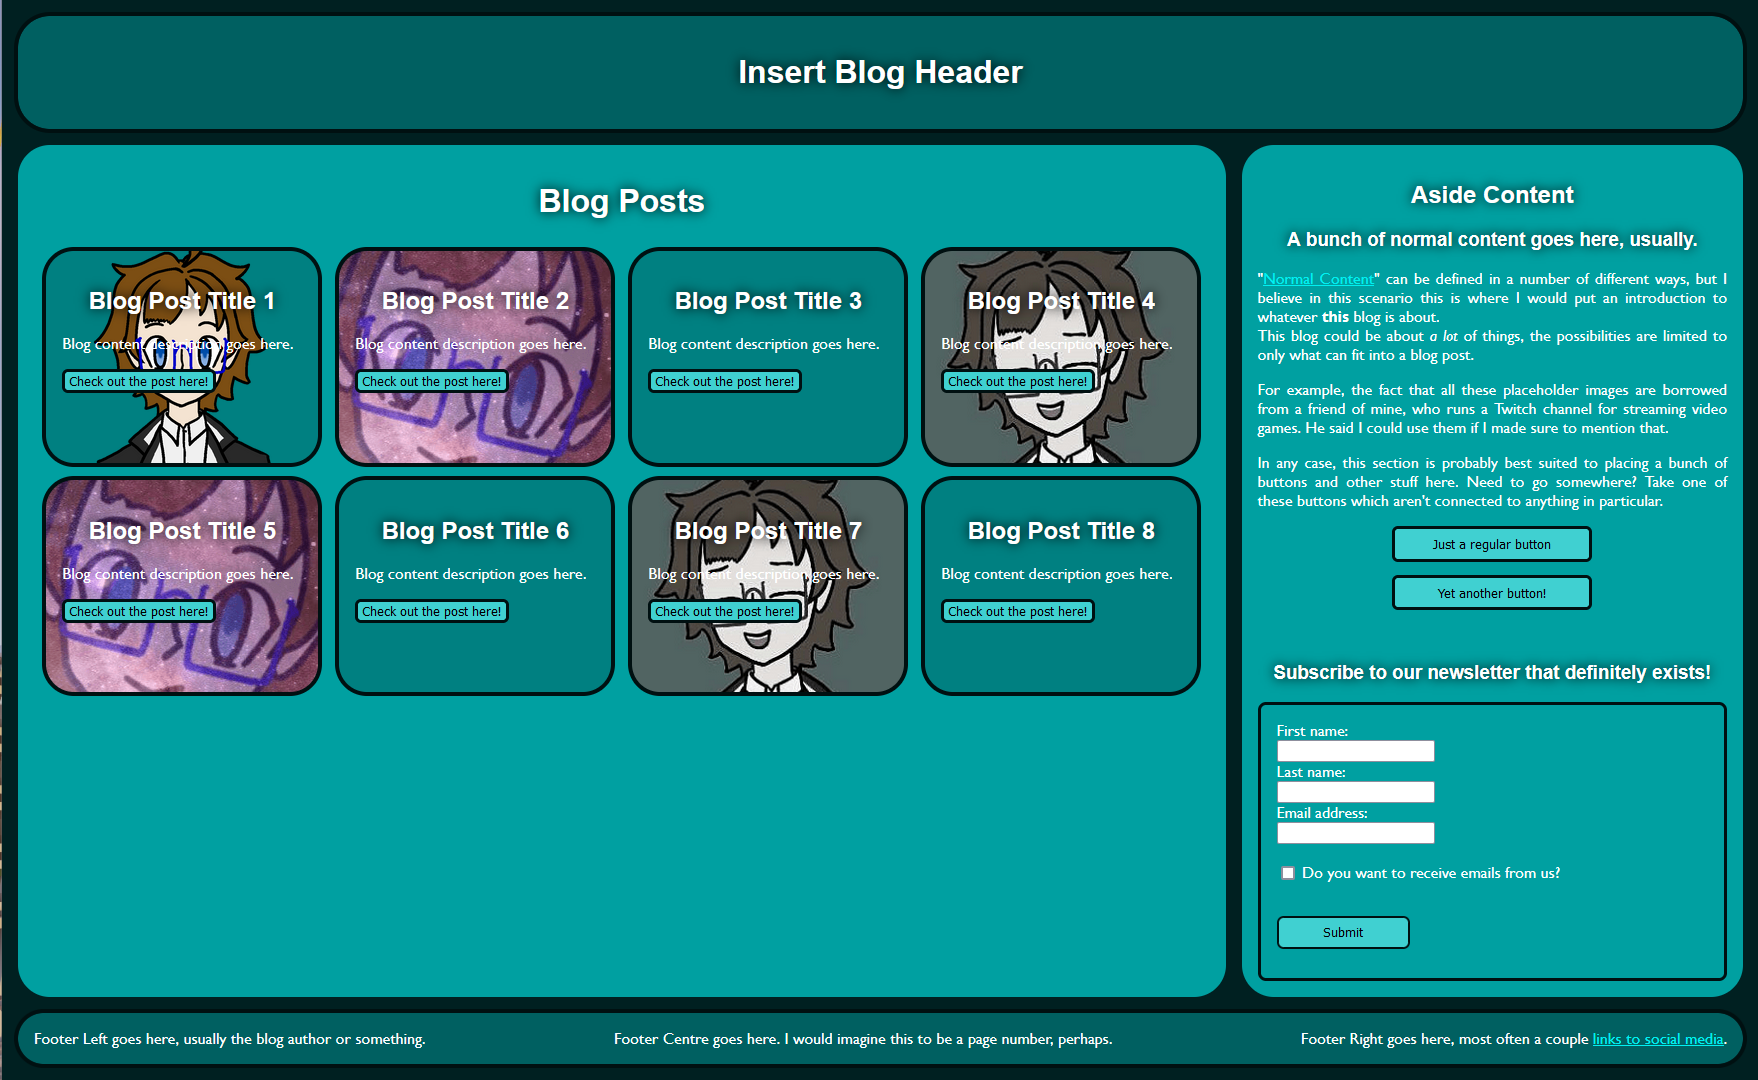 Insert Blog Header
Blog Posts
Blog Post Title 1
Blog content description goes here.
Check out the post here!
Blog Post Title 2
Blog content description goes here.
Check out the post here!
Blog Post Title 3
Blog content description goes here.
Check out the post here!
Blog Post Title 4
Blog content description goes here.
Check out the post here!
Blog Post Title 5
Blog content description goes here.
Check out the post here!
Blog Post Title 6
Blog content description goes here.
Check out the post here!
Blog Post Title 7
Blog content description goes here.
Check out the post here!
Blog Post Title 8
Blog content description goes here.
Check out the post here!
Aside Content
A bunch of normal content goes here, usually.
"Normal Content" can be defined in a number of different ways, but I
believe in this scenario this is where I would put an introduction to
whatever this blog is about.
This blog could be about a lot of things, the possibilities are limited to
only what can fit into a blog post.
For example, the fact that all these placeholder images are borrowed
from a friend of mine, who runs a Twitch channel for streaming video
games. He said I could use them if I made sure to mention that.
In any case, this section is probably best suited to placing a bunch of
buttons and other stuff here. Need to go somewhere? Take one of
these buttons which aren't connected to anything in particular.
Just a regular button
Yet another button!
Subscribe to our newsletter that definitely exists!
First name:
Last name:
Email address:
Do you want to receive emails from us?
Submit
Footer Left goes here, usually the blog author or something.
Footer Centre goes here. I would imagine this to be a page number, perhaps.
Footer Right goes here, most often a couple links to social media.